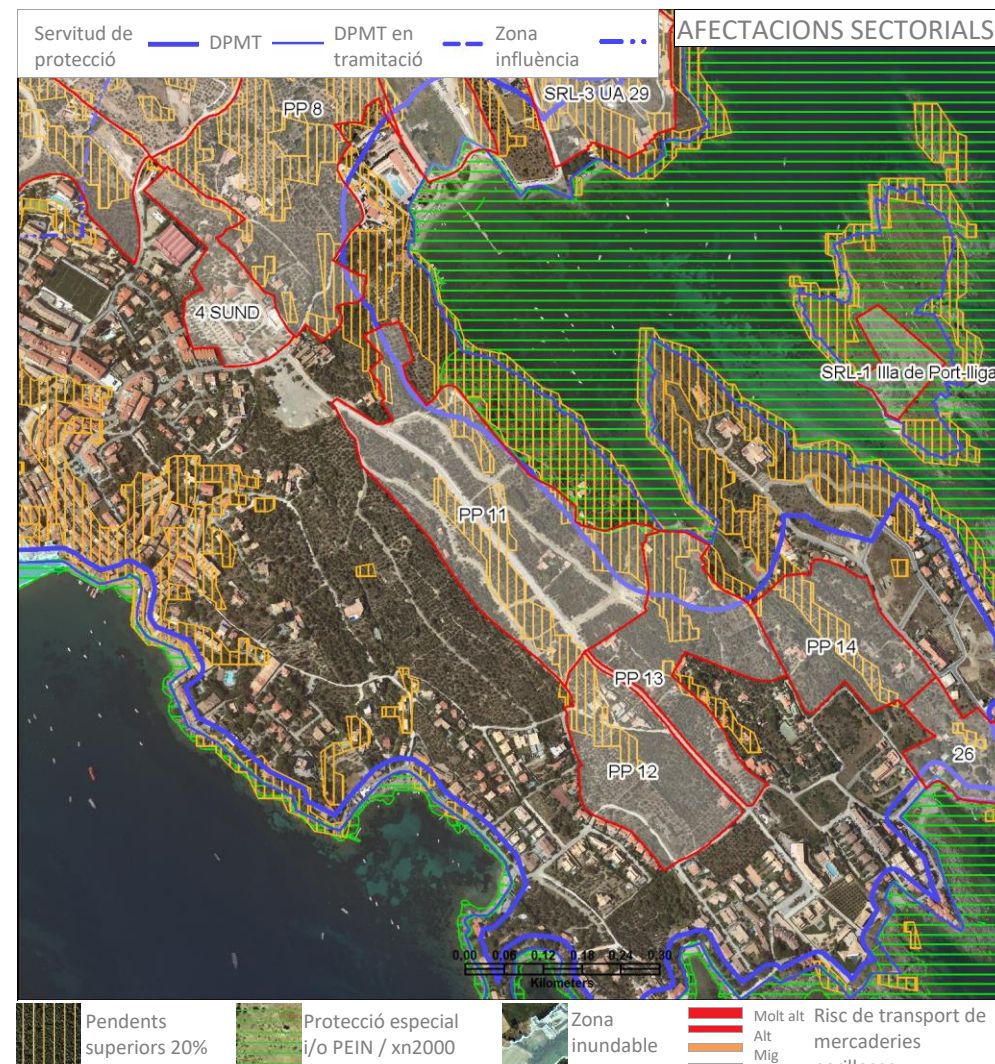 AFECTACIONS SECTORIALS
Servitud de
protecció
DPMT
DPMT en
tramitació
Zona
influència
PP 8
SRL-3 UA 29
4 SUND
SRL-1 Illa de Port-lliga
PP 11
PP 13
PP 14
PP 12
26
0,00 0,06 0,12 0,18 0,24 0,30
Kilometers
Pendents
superiors 20%
Protecció especial
i/o PEIN / xn2000
Zona
inundable
Molt alt
Alt
Mig
Risc de transport de
mercaderies